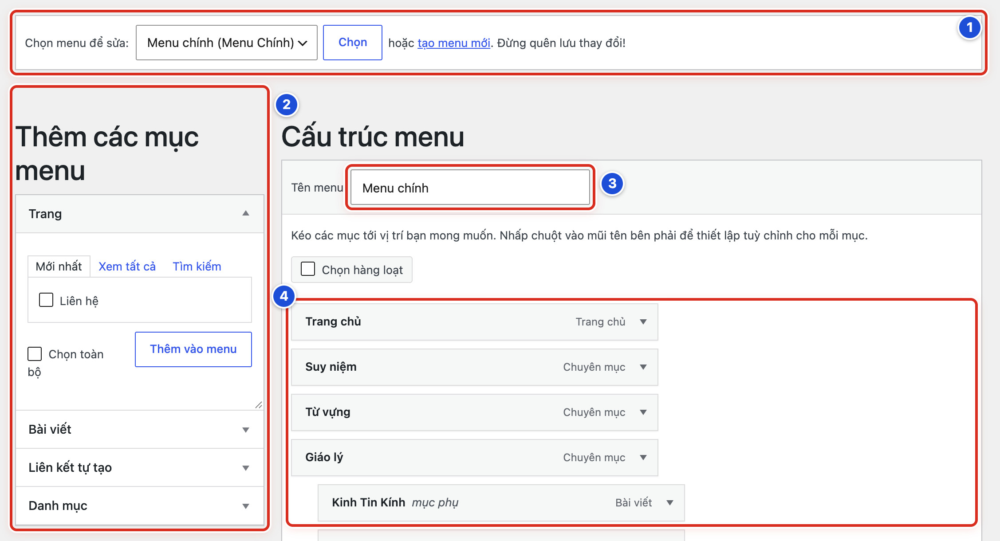 Chọn menu để sửa: Menu chính (Menu Chính) Chọn hoặc tạo menu mới. Đừng quên lưu thay đổi! 1
2
Thêm các mục
menu
Trang
Mới nhất Xem tất cả Tìm kiếm
Liên hệ
Chọn toàn
bộ
Thêm vào menu
Bài viết
Liên kết tự tạo
Danh mục
Cấu trúc menu
Tên menu Menu chính 3
Kéo các mục tới vị trí bạn mong muốn. Nhấp chuột vào mũi tên bên phải để thiết lập tuỳ chỉnh cho mỗi mục.
Chọn hàng loạt
4
Trang chủ Trang chủ
Suy niệm Chuyên mục
Từ vựng Chuyên mục
Giáo lý Chuyên mục
Kinh Tin Kính mục phụ Bài viết